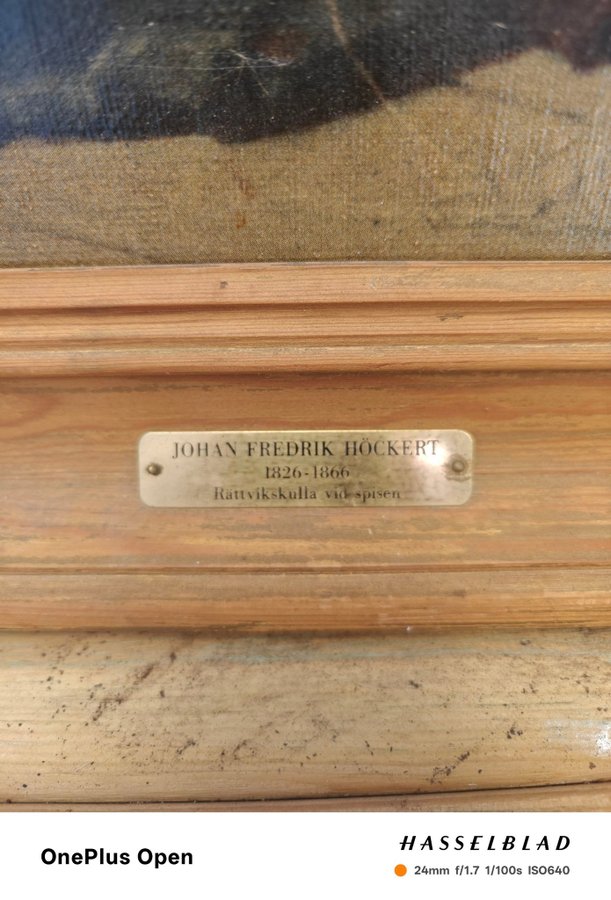 JOHAN FREDRIK HÖCKERT
1826-1866
Rättvikskulla vid spisen
OnePlus Open
HASSELBLAD
24mm f/1.7 1/100s ISO640